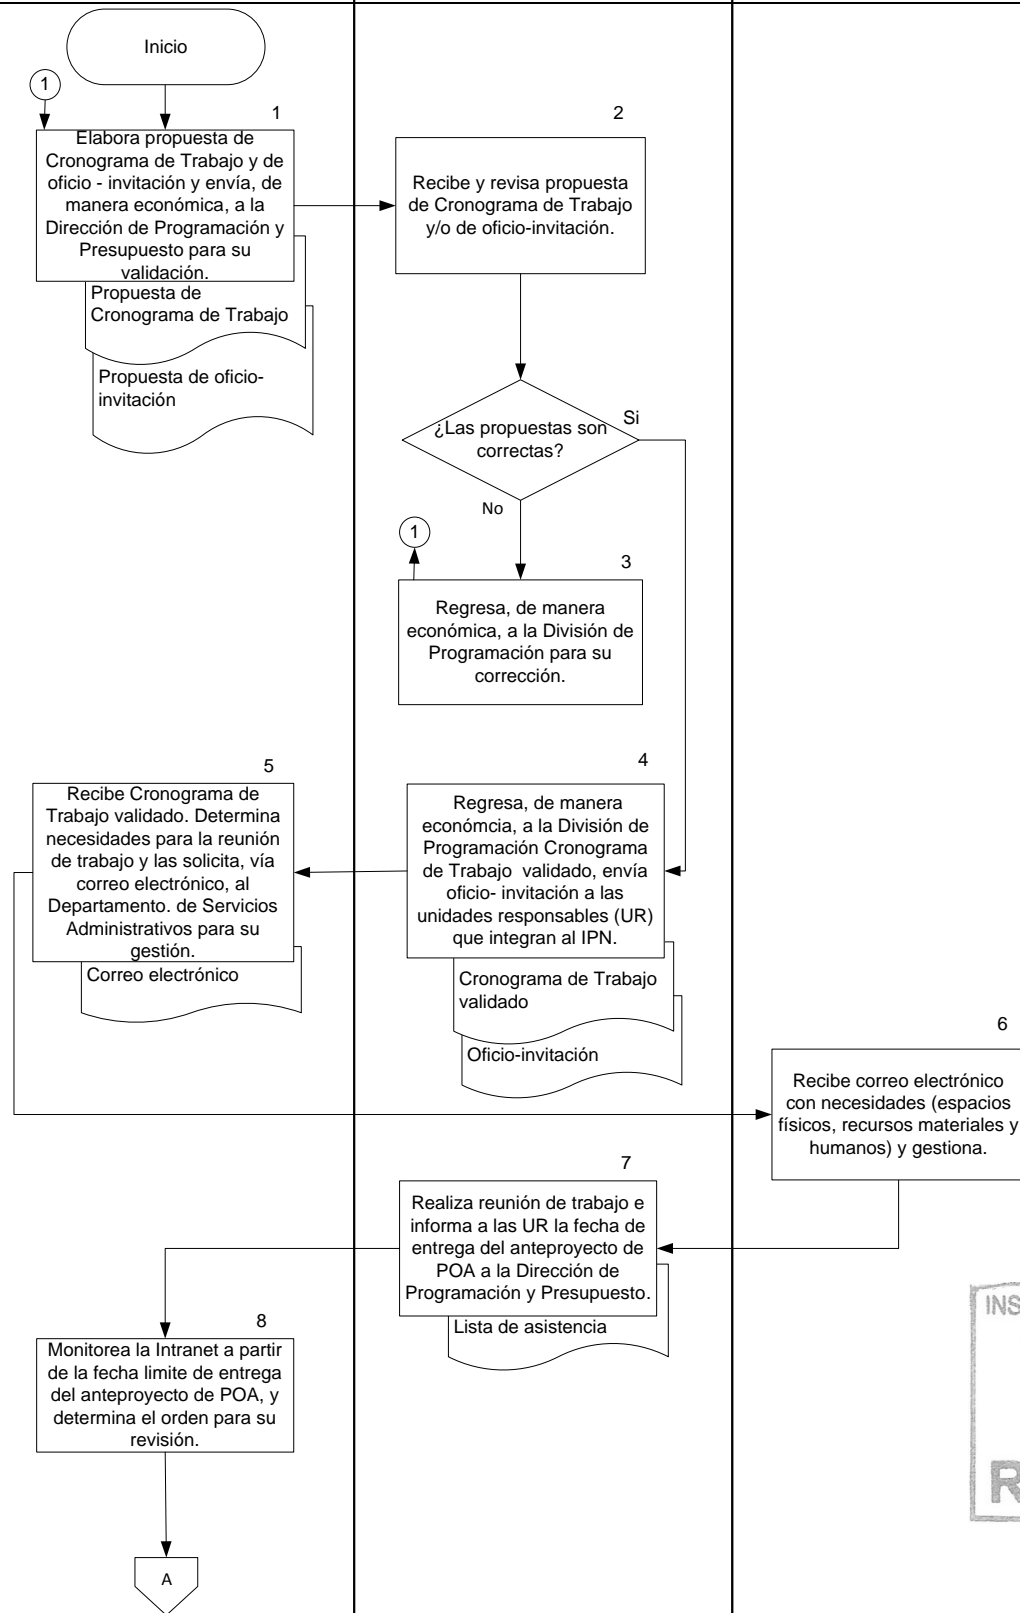 Inicio
1
1
Elabora propuesta de
Cronograma de Trabajo y de
oficio - invitación y envía, de
manera económica, a la
Dirección de Programación y
Presupuesto para su
validación.
Propuesta de
Cronograma de Trabajo
Propuesta de oficio-
invitación
2
Recibe y revisa propuesta
de Cronograma de Trabajo
y/o de oficio-invitación.
¿Las propuestas son
correctas?
Si
No
1
3
Regresa, de manera
económica, a la División de
Programación para su
corrección.
4
Regresa, de manera
económcia, a la División de
Programación Cronograma
de Trabajo validado, envía
oficio- invitación a las
unidades responsables (UR)
que integran al IPN.
Cronograma de Trabajo
validado
Oficio-invitación
5
Recibe Cronograma de
Trabajo validado. Determina
necesidades para la reunión
de trabajo y las solicita, vía
correo electrónico, al
Departamento. de Servicios
Administrativos para su
gestión.
Correo electrónico
6
Recibe correo electrónico
con necesidades (espacios
físicos, recursos materiales y
humanos) y gestiona.
7
Realiza reunión de trabajo e
informa a las UR la fecha de
entrega del anteproyecto de
POA a la Dirección de
Programación y Presupuesto.
Lista de asistencia
8
Monitorea la Intranet a partir
de la fecha limite de entrega
del anteproyecto de POA, y
determina el orden para su
revisión.
A
INS
R